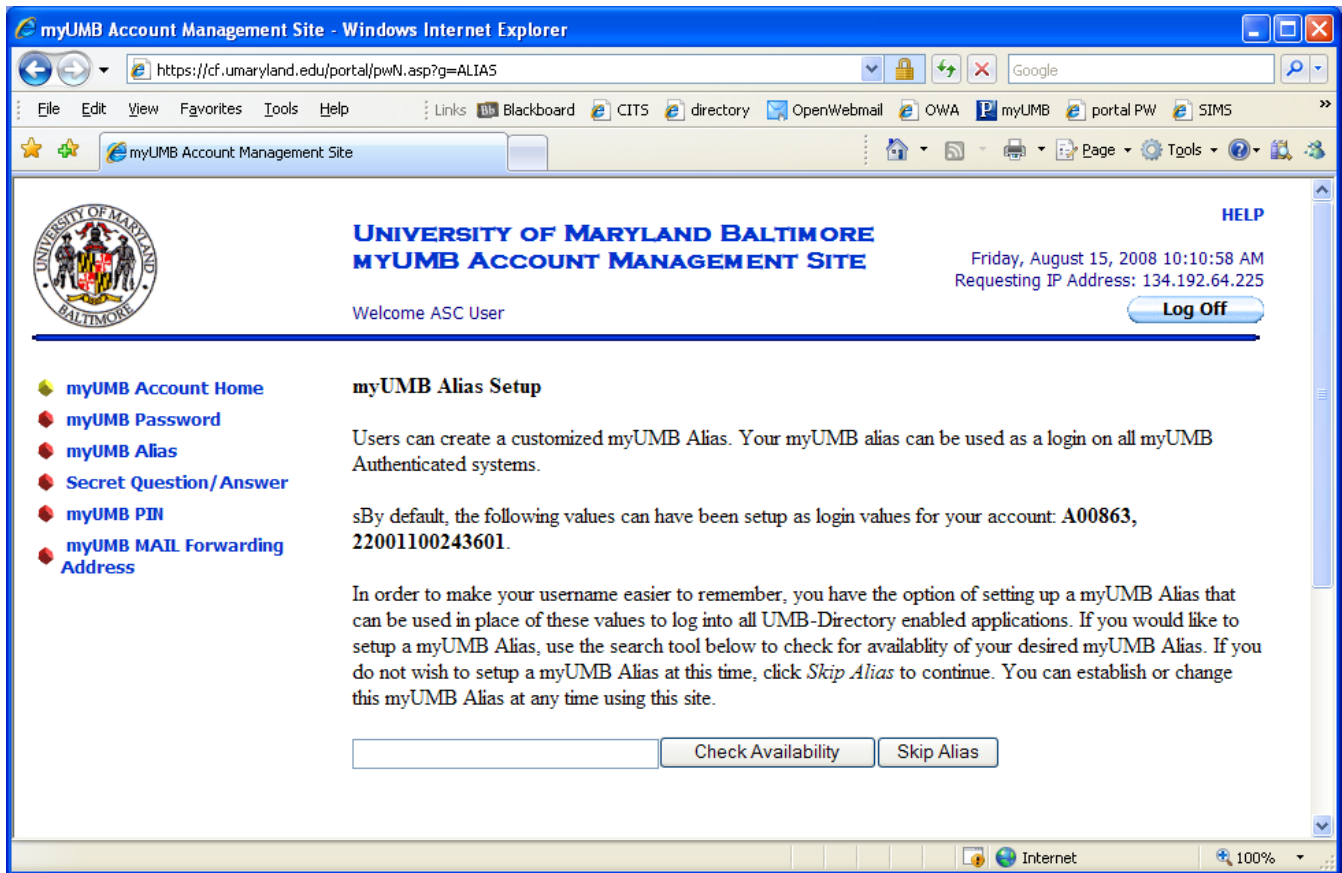 myUMB Account Management Site - Windows Internet Explorer
https://cf.umaryland.edu/portal/pwN.asp?g=ALIAS
Google
File Edit View Favorites Tools Help Links Blackboard CITS directory OpenWebmail OWA myUMB portal PW SIMS »
myUMB Account Management Site Page Tools
UNIVERSITY OF MARYLAND
BALTIMORE
HELP
UNIVERSITY OF MARYLAND BALTIMORE
MYUMB ACCOUNT MANAGEMENT SITE
Friday, August 15, 2008 10:10:58 AM
Requesting IP Address: 134.192.64.225
Welcome ASC User
Log Off
myUMB Account Home
myUMB Password
myUMB Alias
Secret Question/Answer
myUMB PIN
myUMB MAIL Forwarding
Address
myUMB Alias Setup
Users can create a customized myUMB Alias. Your myUMB alias can be used as a login on all myUMB
Authenticated systems.
sBy default, the following values can have been setup as login values for your account: A00863,
22001100243601.
In order to make your username easier to remember, you have the option of setting up a myUMB Alias that
can be used in place of these values to log into all UMB-Directory enabled applications. If you would like to
setup a myUMB Alias, use the search tool below to check for availablity of your desired myUMB Alias. If you
do not wish to setup a myUMB Alias at this time, click Skip Alias to continue. You can establish or change
this myUMB Alias at any time using this site.
Check Availability Skip Alias
Internet 100%